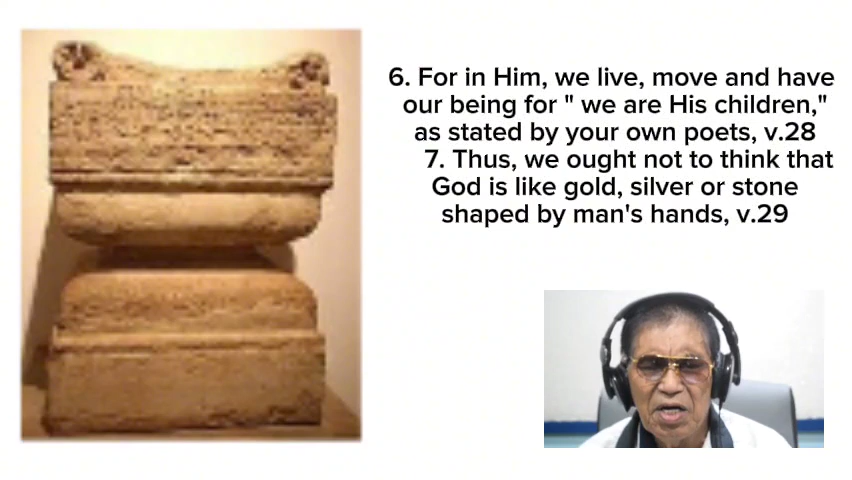 6. For in Him, we live, move and have
our being for " we are His children,"
as stated by your own poets, v.28
7. Thus, we ought not to think that
God is like gold, silver or stone
shaped by man's hands, v.29